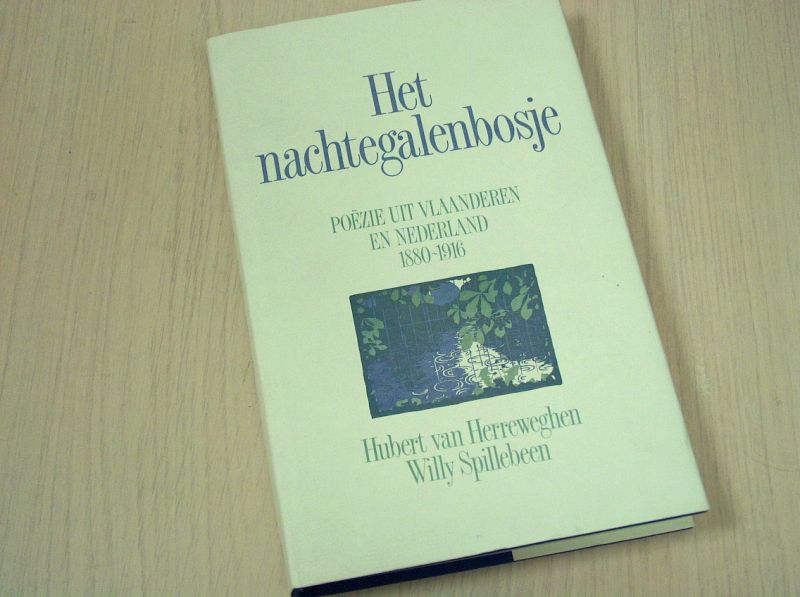 Het
nachtegalenbosje
POËZIE UIT VLAANDEREN
EN NEDERLAND
1880-1916
Hubert van Herreweghen
Willy Spillebeen